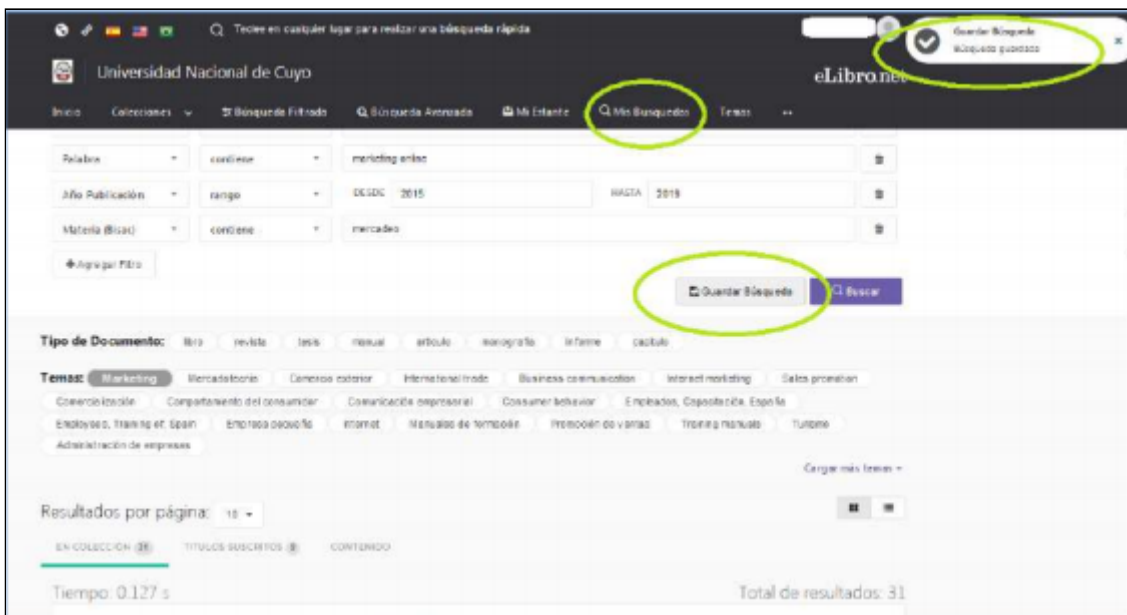 Teclee en cualquier lugar para realizar una búsqueda rápida
Guardar Búsqueda
Búsqueda guardada
×
Universidad Nacional de Cuyo
eLibro.net
Inicio Colecciones Búsqueda Filtrada Búsqueda Avanzada Mi Estante Mis Busquedas Temas
Palabra contiene marketing online
Año Publicación rango DESDE 2015 HASTA 2019
Materia (Bisac) contiene mercadeo
Agregar Filtro
Guardar Búsqueda Buscar
Tipo de Documento: libro revista tesis manual artículo monografía informe capítulo
Temas: Marketing Mercadotecnia Comercio exterior International trade Business communication Internet marketing Sales promotion
Comercialización Comportamiento del consumidor Comunicación empresarial Consumer behavior Empleados, Capacitación, España
Employees, Training of, Spain Empresa pequeña Internet Manuales de formación Promoción de ventas Training manuals Turismo
Administración de empresas
Cargar más temas
Resultados por página: 10
EN COLECCIÓN 31 TITULOS SUSCRITOS CONTENIDO
Tiempo: 0.127 s Total de resultados: 31